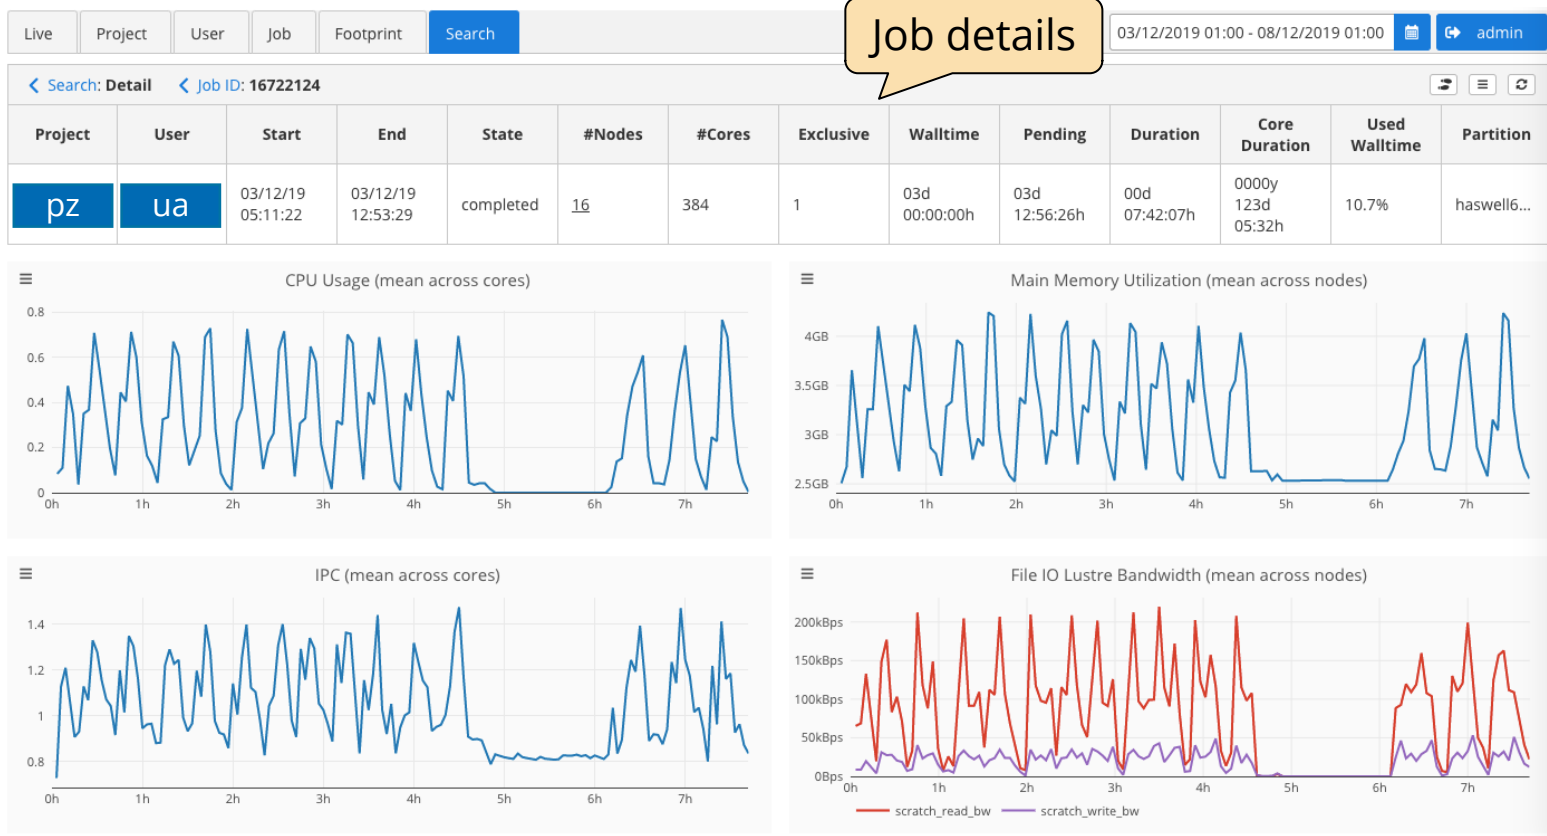 Live Project User Job Footprint Search Job details 03/12/2019 01:00 - 08/12/2019 01:00 admin
Search: Detail Job ID: 16722124
Project User Start End State #Nodes #Cores Exclusive Walltime Pending Duration Core Duration Used Walltime Partition
pz ua 03/12/19 05:11:22 03/12/19 12:53:29 completed 16 384 1 03d 00:00:00h 03d 12:56:26h 00d 07:42:07h 0000y 123d 05:32h 10.7% haswell6...
CPU Usage (mean across cores)
0.8
0.6
0.4
0.2
0
0h 1h 2h 3h 4h 5h 6h 7h
Main Memory Utilization (mean across nodes)
4GB
3.5GB
3GB
2.5GB
0h 1h 2h 3h 4h 5h 6h 7h
IPC (mean across cores)
1.4
1.2
1
0.8
0h 1h 2h 3h 4h 5h 6h 7h
File IO Lustre Bandwidth (mean across nodes)
200kBps
150kBps
100kBps
50kBps
0Bps
0h 1h 2h 3h 4h 5h 6h 7h
scratch_read_bw scratch_write_bw